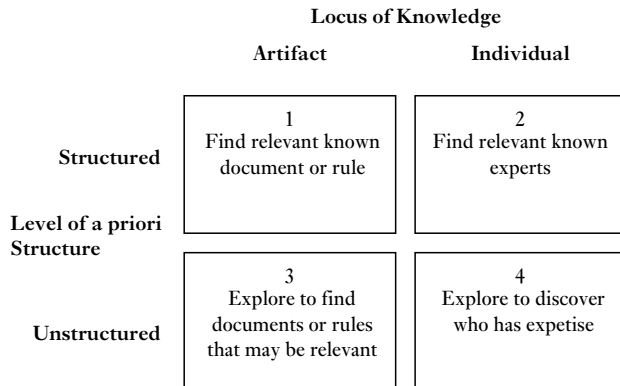 Locus of Knowledge
Artifact Individual
1
Find relevant known
document or rule
2
Find relevant known
experts
Structured
Level of a priori
Structure
3
Explore to find
documents or rules
that may be relevant
4
Explore to discover
who has expetise
Unstructured